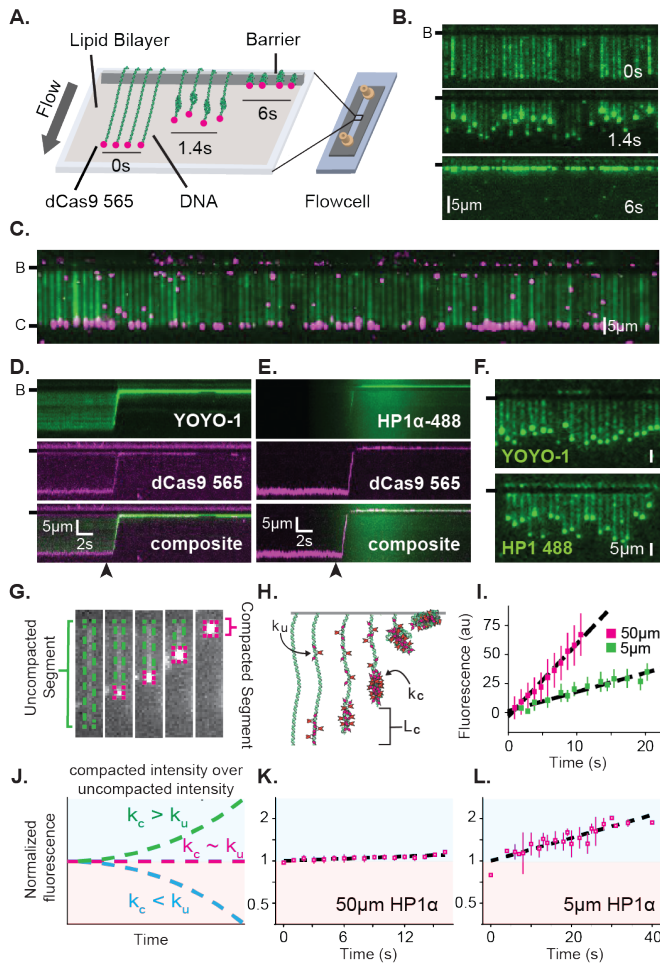 A.
Lipid Bilayer
Barrier
Flow
6s
1.4s
0s
dCas9 565
DNA
Flowcell
B.
B
0s
1.4s
5µm
6s
C.
B
C
5µm
D.
B
YOYO-1
dCas9 565
5µm
2s
composite
E.
HP1α-488
dCas9 565
5µm
2s
composite
F.
YOYO-1
HP1 488
5µm
G.
Uncompacted
Segment
Compacted Segment
H.
ku
kc
Lc
I.
Fluorescence (au)
75
50
25
0
50µm
5µm
0
10
20
Time (s)
J.
compacted intensity over
uncompacted intensity
Normalized
fluorescence
kc > ku
kc ~ ku
kc < ku
Time
K.
2
1
0.5
50µm HP1α
0
6
12
Time (s)
L.
2
1
0.5
5µm HP1α
0
10
20
30
40
Time (s)